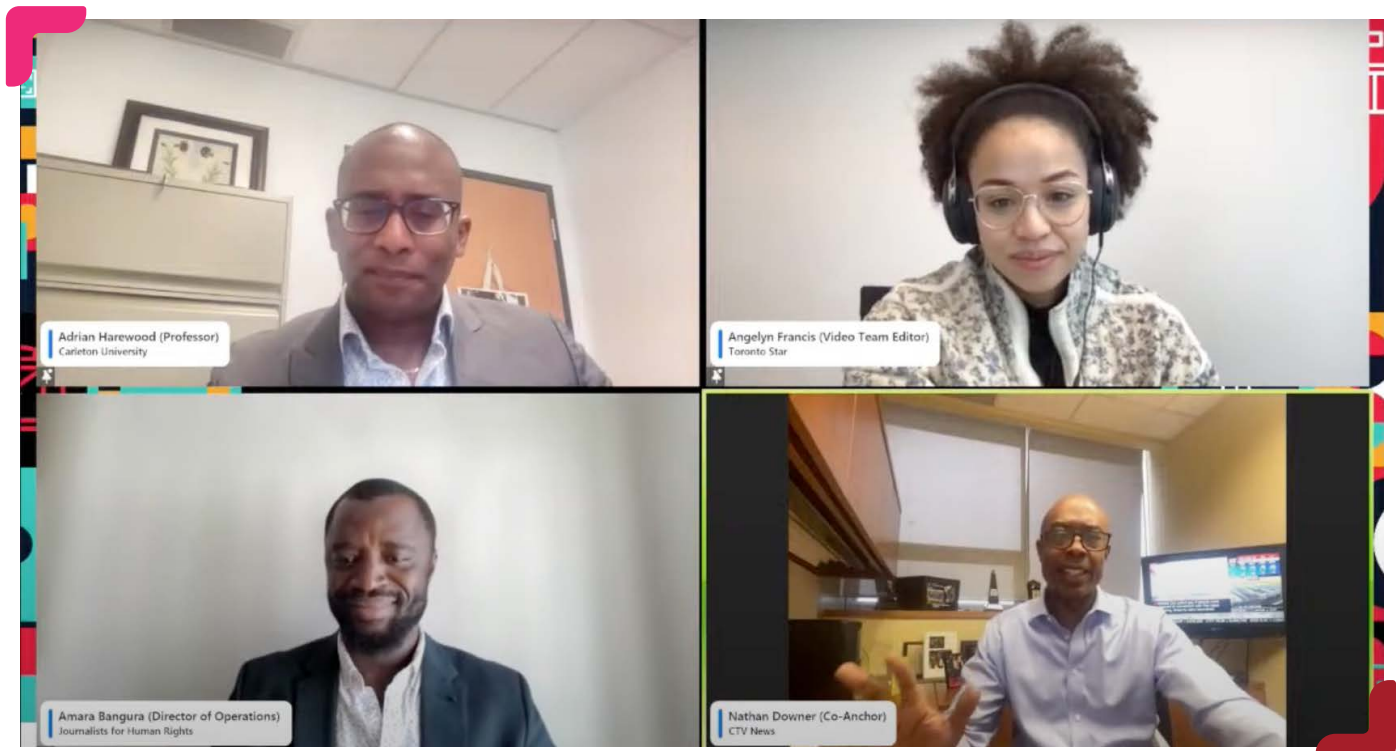 Adrian Harewood (Professor)
Carleton University
Angelyn Francis (Video Team Editor)
Toronto Star
Amara Bangura (Director of Operations)
Journalists for Human Rights
Nathan Downer (Co-Anchor)
CTV News